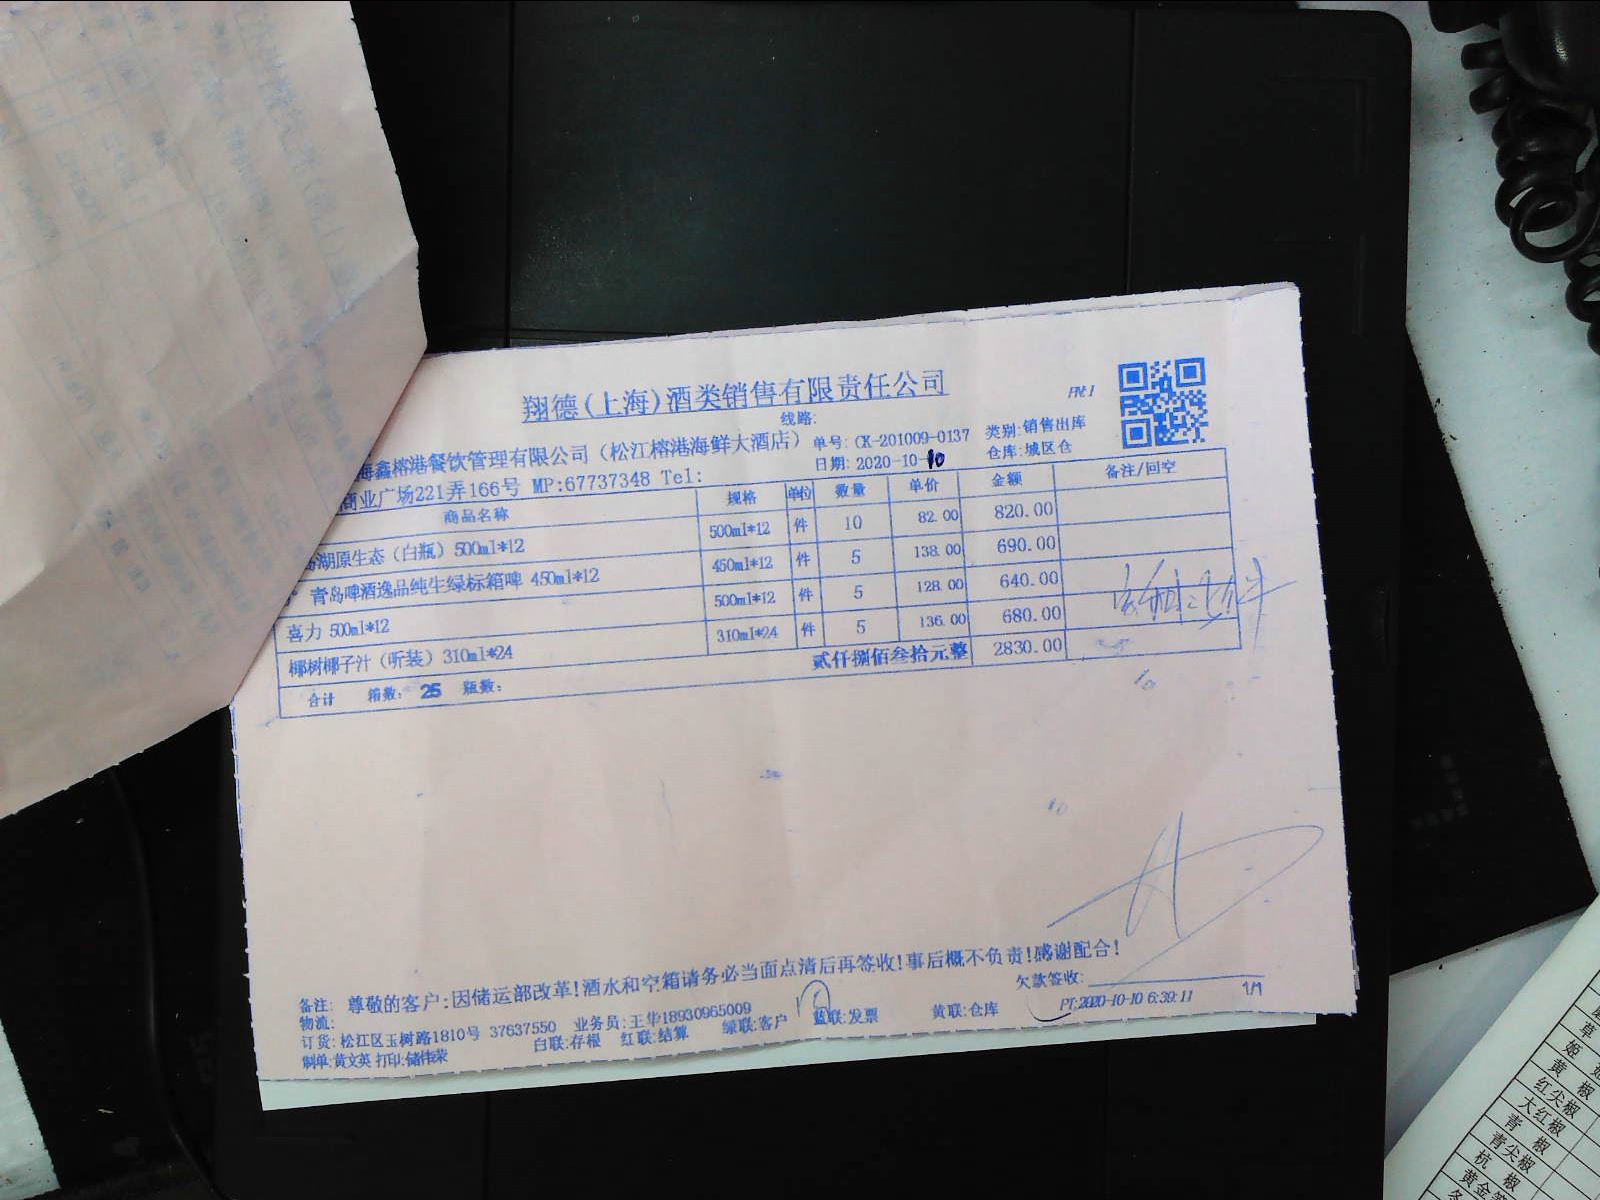 翔德(上海)酒类销售有限责任公司
线路:
海鑫榕港餐饮管理有限公司（松江榕港海鲜大酒店）
单号: CK-201009-0137
类别:销售出库
商业广场221弄166号 MP:67737348 Tel:
日期: 2020-10-10
仓库:城区仓
商品名称 规格 单位 数量 单价 金额 备注/回空
湖原生态（白瓶）500ml*12 500ml*12 件 10 82.00 820.00
青岛啤酒逸品纯生绿标箱啤 450ml*12 450ml*12 件 5 138.00 690.00
喜力 500ml*12 500ml*12 件 5 128.00 640.00
椰树椰子汁（听装）310ml*24 310ml*24 件 5 136.00 680.00
合计 箱数: 25 瓶数: 贰仟捌佰叁拾元整 2830.00
备注: 尊敬的客户:因储运部改革!酒水和空箱请务必当面点清后再签收!事后概不负责!感谢配合!
物流:
欠款签收:
订货: 松江区玉树路1810号 37637550 业务员:王华18930965009
制单:黄文英 打印:储伟荣
白联:存根 红联:结算 绿联:客户 蓝联:发票 黄联:仓库
PT:2020-10-10 6:39:11
1/1
草
姬
黄 椒
红尖椒
大红椒
青 椒
青尖椒
杭 椒
黄金